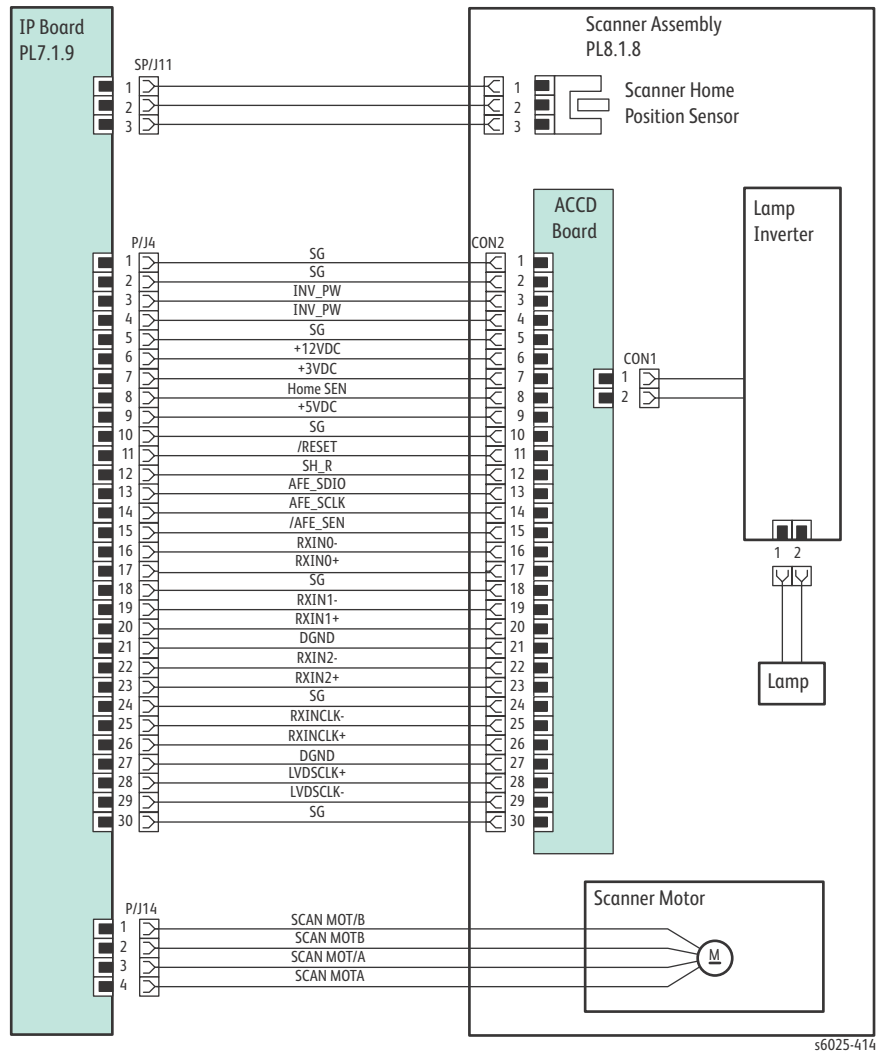 IP Board
PL7.1.9
Scanner Assembly
PL8.1.8
SP/J11
1 1
2 2
3 3
Scanner Home
Position Sensor
ACCD
Board
Lamp
Inverter
P/J4 CON2
1 SG 1
2 SG 2
3 INV_PW 3
4 INV_PW 4
5 SG 5
6 +12VDC 6
7 +3VDC 7
8 Home SEN 8
9 +5VDC 9
10 SG 10
11 /RESET 11
12 SH_R 12
13 AFE_SDIO 13
14 AFE_SCLK 14
15 /AFE_SEN 15
16 RXIN0- 16
17 RXIN0+ 17
18 SG 18
19 RXIN1- 19
20 RXIN1+ 20
21 DGND 21
22 RXIN2- 22
23 RXIN2+ 23
24 SG 24
25 RXINCLK- 25
26 RXINCLK+ 26
27 DGND 27
28 LVDSCLK+ 28
29 LVDSCLK- 29
30 SG 30
CON1
1
2
1 2
Lamp
P/J14
1 SCAN MOT/B
2 SCAN MOTB
3 SCAN MOT/A
4 SCAN MOTA
Scanner Motor
M
s6025-414